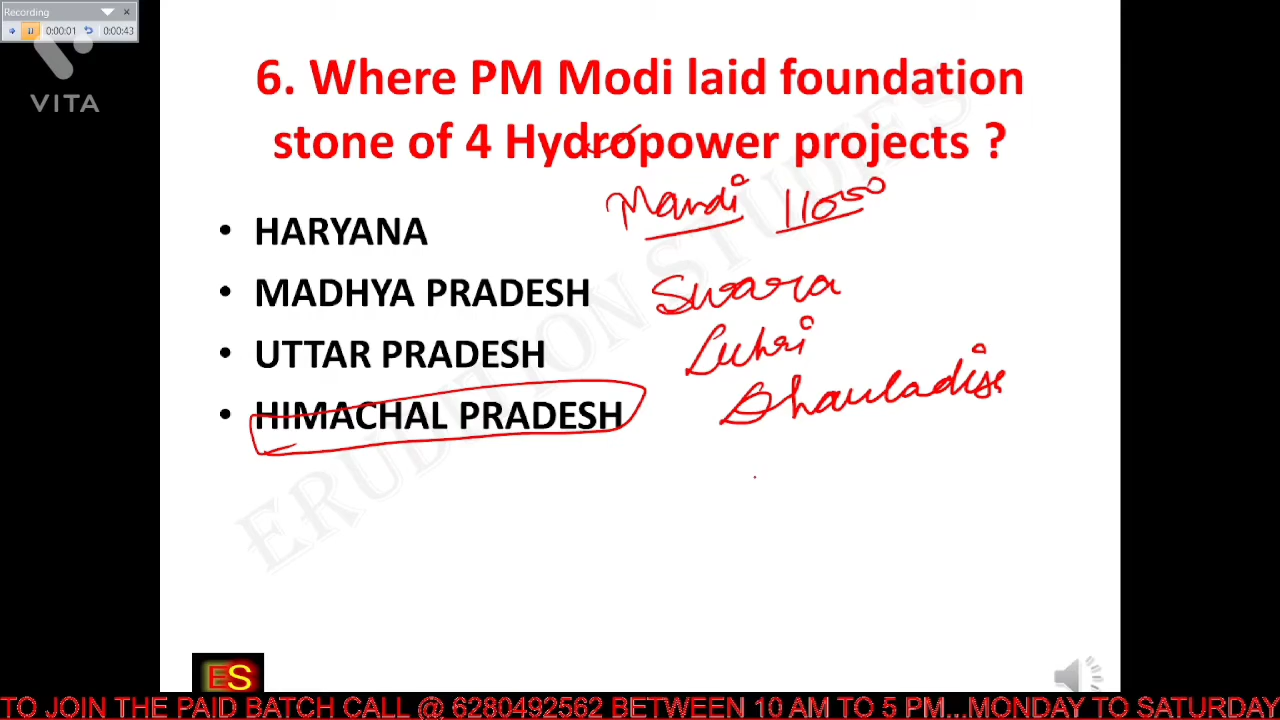 Recording
0:00:01 0:00:43
VITA
6. Where PM Modi laid foundation
stone of 4 Hydropower projects ?
Mandi 11000
• HARYANA
• MADHYA PRADESH
Swara
Luhri
• UTTAR PRADESH
• HIMACHAL PRADESH
ERUDITION STUDIES
ES
TO JOIN THE PAID BATCH CALL @ 6280492562 BETWEEN 10 AM TO 5 PM...MONDAY TO SATURDAY